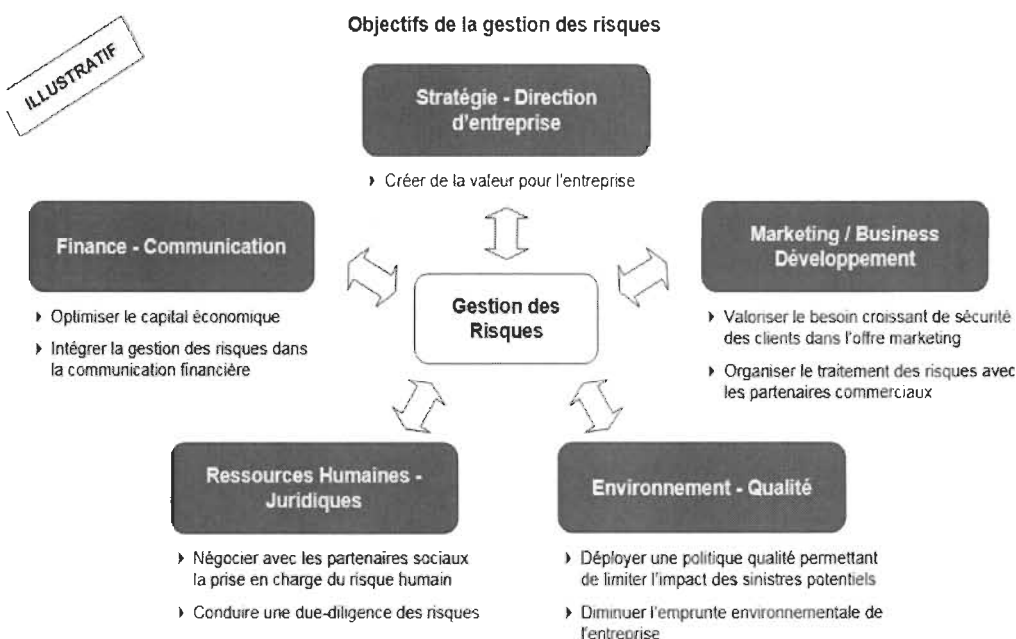 Objectifs de la gestion des risques
ILLUSTRATIF
Stratégie - Direction
d'entreprise
Créer de la valeur pour l'entreprise
Finance - Communication
Optimiser le capital économique
Intégrer la gestion des risques dans
la communication financière
Gestion des
Risques
Marketing / Business
Développement
Valoriser le besoin croissant de sécurité
des clients dans l'offre marketing
Organiser le traitement des risques avec
les partenaires commerciaux
Ressources Humaines -
Juridiques
Négocier avec les partenaires sociaux
la prise en charge du risque humain
Conduire une due-diligence des risques
Environnement - Qualité
Déployer une politique qualité permettant
de limiter l'impact des sinistres potentiels
Diminuer l'emprunte environnementale de
l'entreprise